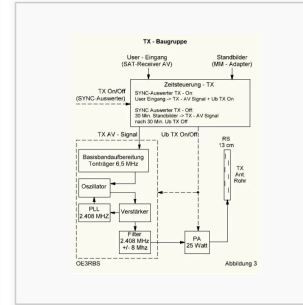 TX - Baugruppe
User - Eingang
(SAT-Receiver AV)
Standbilder
(MM - Adapter)
TX On/Off
(SYNC-Auswerter)
Zeitsteuerung - TX
SYNC-Auswerter TX - On
User Eingang -> TX - AV Signal + Ub TX On
SYNC Auswerter TX - Off
30 Min. Standbilder -> TX - AV Signal
nach 30 Min. Ub TX Off
TX AV - Signal
Ub TX On/Off
RS
13 cm
TX
Ant.
Rohr
Basisbandaufbereitung
Tonträger 6,5 MHz
Oszillator
PLL
2.408 MHZ
Verstärker
Filter
2.408 MHz
+/- 8 Mhz
PA
25 Watt
OE3RBS
Abbildung 3